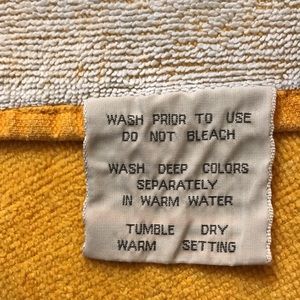 WASH PRIOR TO USE
DO NOT BLEACH
WASH DEEP COLORS
SEPARATELY
IN WARM WATER
TUMBLE DRY
WARM SETTING